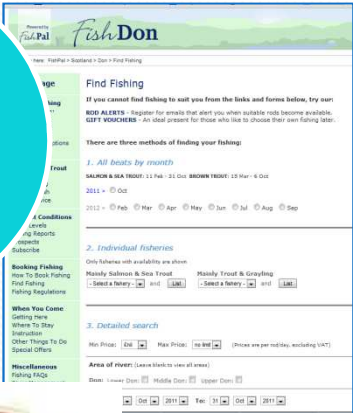 Powered by
FishPal
FishDon
here: FishPal > Scotland > Don > Find Fishing
Find Fishing
If you cannot find fishing to suit you from the links and forms below, try our:
ROD ALERTS - Register for emails that alert you when suitable rods become available.
GIFT VOUCHERS - An ideal present for those who like to choose their own fishing later.
There are three methods of finding your fishing:
1. All beats by month
SALMON & SEA TROUT: 11 Feb - 31 Oct BROWN TROUT: 15 Mar - 6 Oct
2011 » Oct
2012 » Feb Mar Apr May Jun Jul Aug Sep
2. Individual fisheries
Only fisheries with availability are shown
Mainly Salmon & Sea Trout
- Select a fishery - and List
Mainly Trout & Grayling
- Select a fishery - and List
3. Detailed search
Min Price: £nil Max Price: no limit (Prices are per rod/day, excluding VAT)
Area of river: (Leave blank to view all areas)
Don: Lower Don: Middle Don: Upper Don:
Oct 2011 To: 31 Oct 2011
Trout
Conditions
Levels
Reports
Subscribe
Booking Fishing
How To Book Fishing
Find Fishing
Fishing Regulations
When You Come
Getting Here
Where To Stay
Instruction
Other Things To Do
Special Offers
Miscellaneous
Fishing FAQs